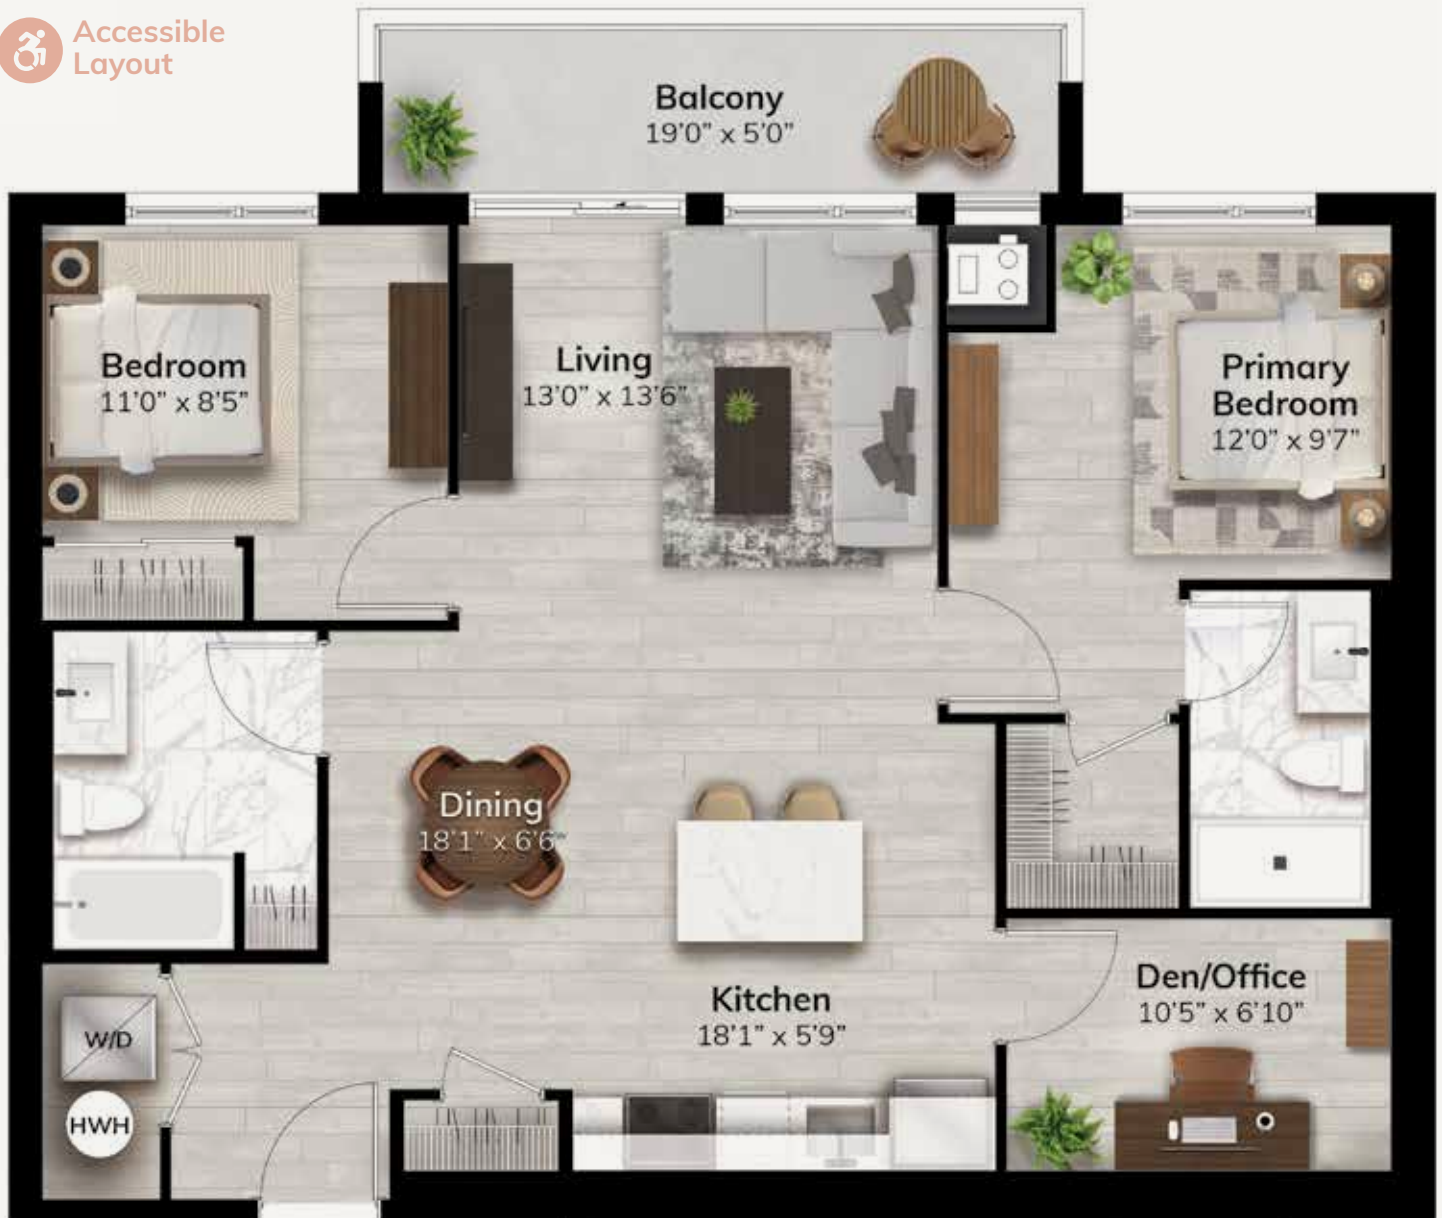 Accessible
Layout
Balcony
19’0” x 5’0”
Bedroom
11’0” x 8’5”
Living
13’0” x 13’6”
Primary
Bedroom
12’0” x 9’7”
Dining
18’1” x 6’6”
Kitchen
18’1” x 5’9”
Den/Office
10’5” x 6’10”
W/D
HWH